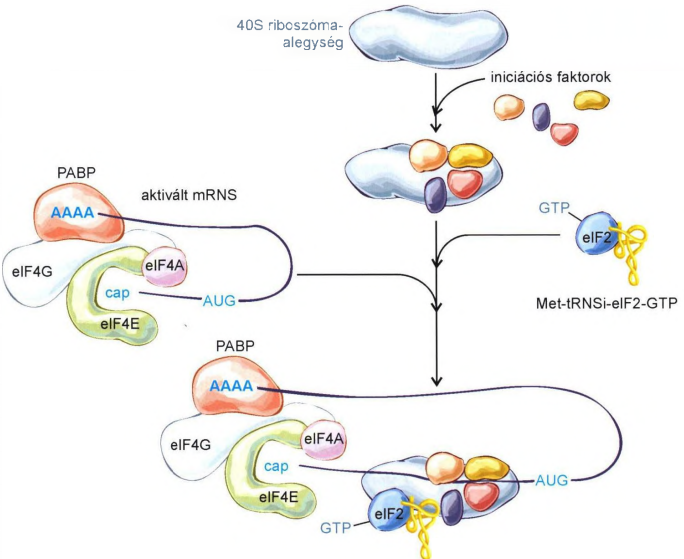 40S riboszóma-
alegység
iniciációs faktorok
PABP
AAAA
aktivált mRNS
eIF4G
eIF4A
cap
AUG
eIF4E
GTP
eIF2
Met-tRNSi-eIF2-GTP
PABP
AAAA
eIF4G
eIF4A
cap
AUG
eIF4E
eIF2
GTP